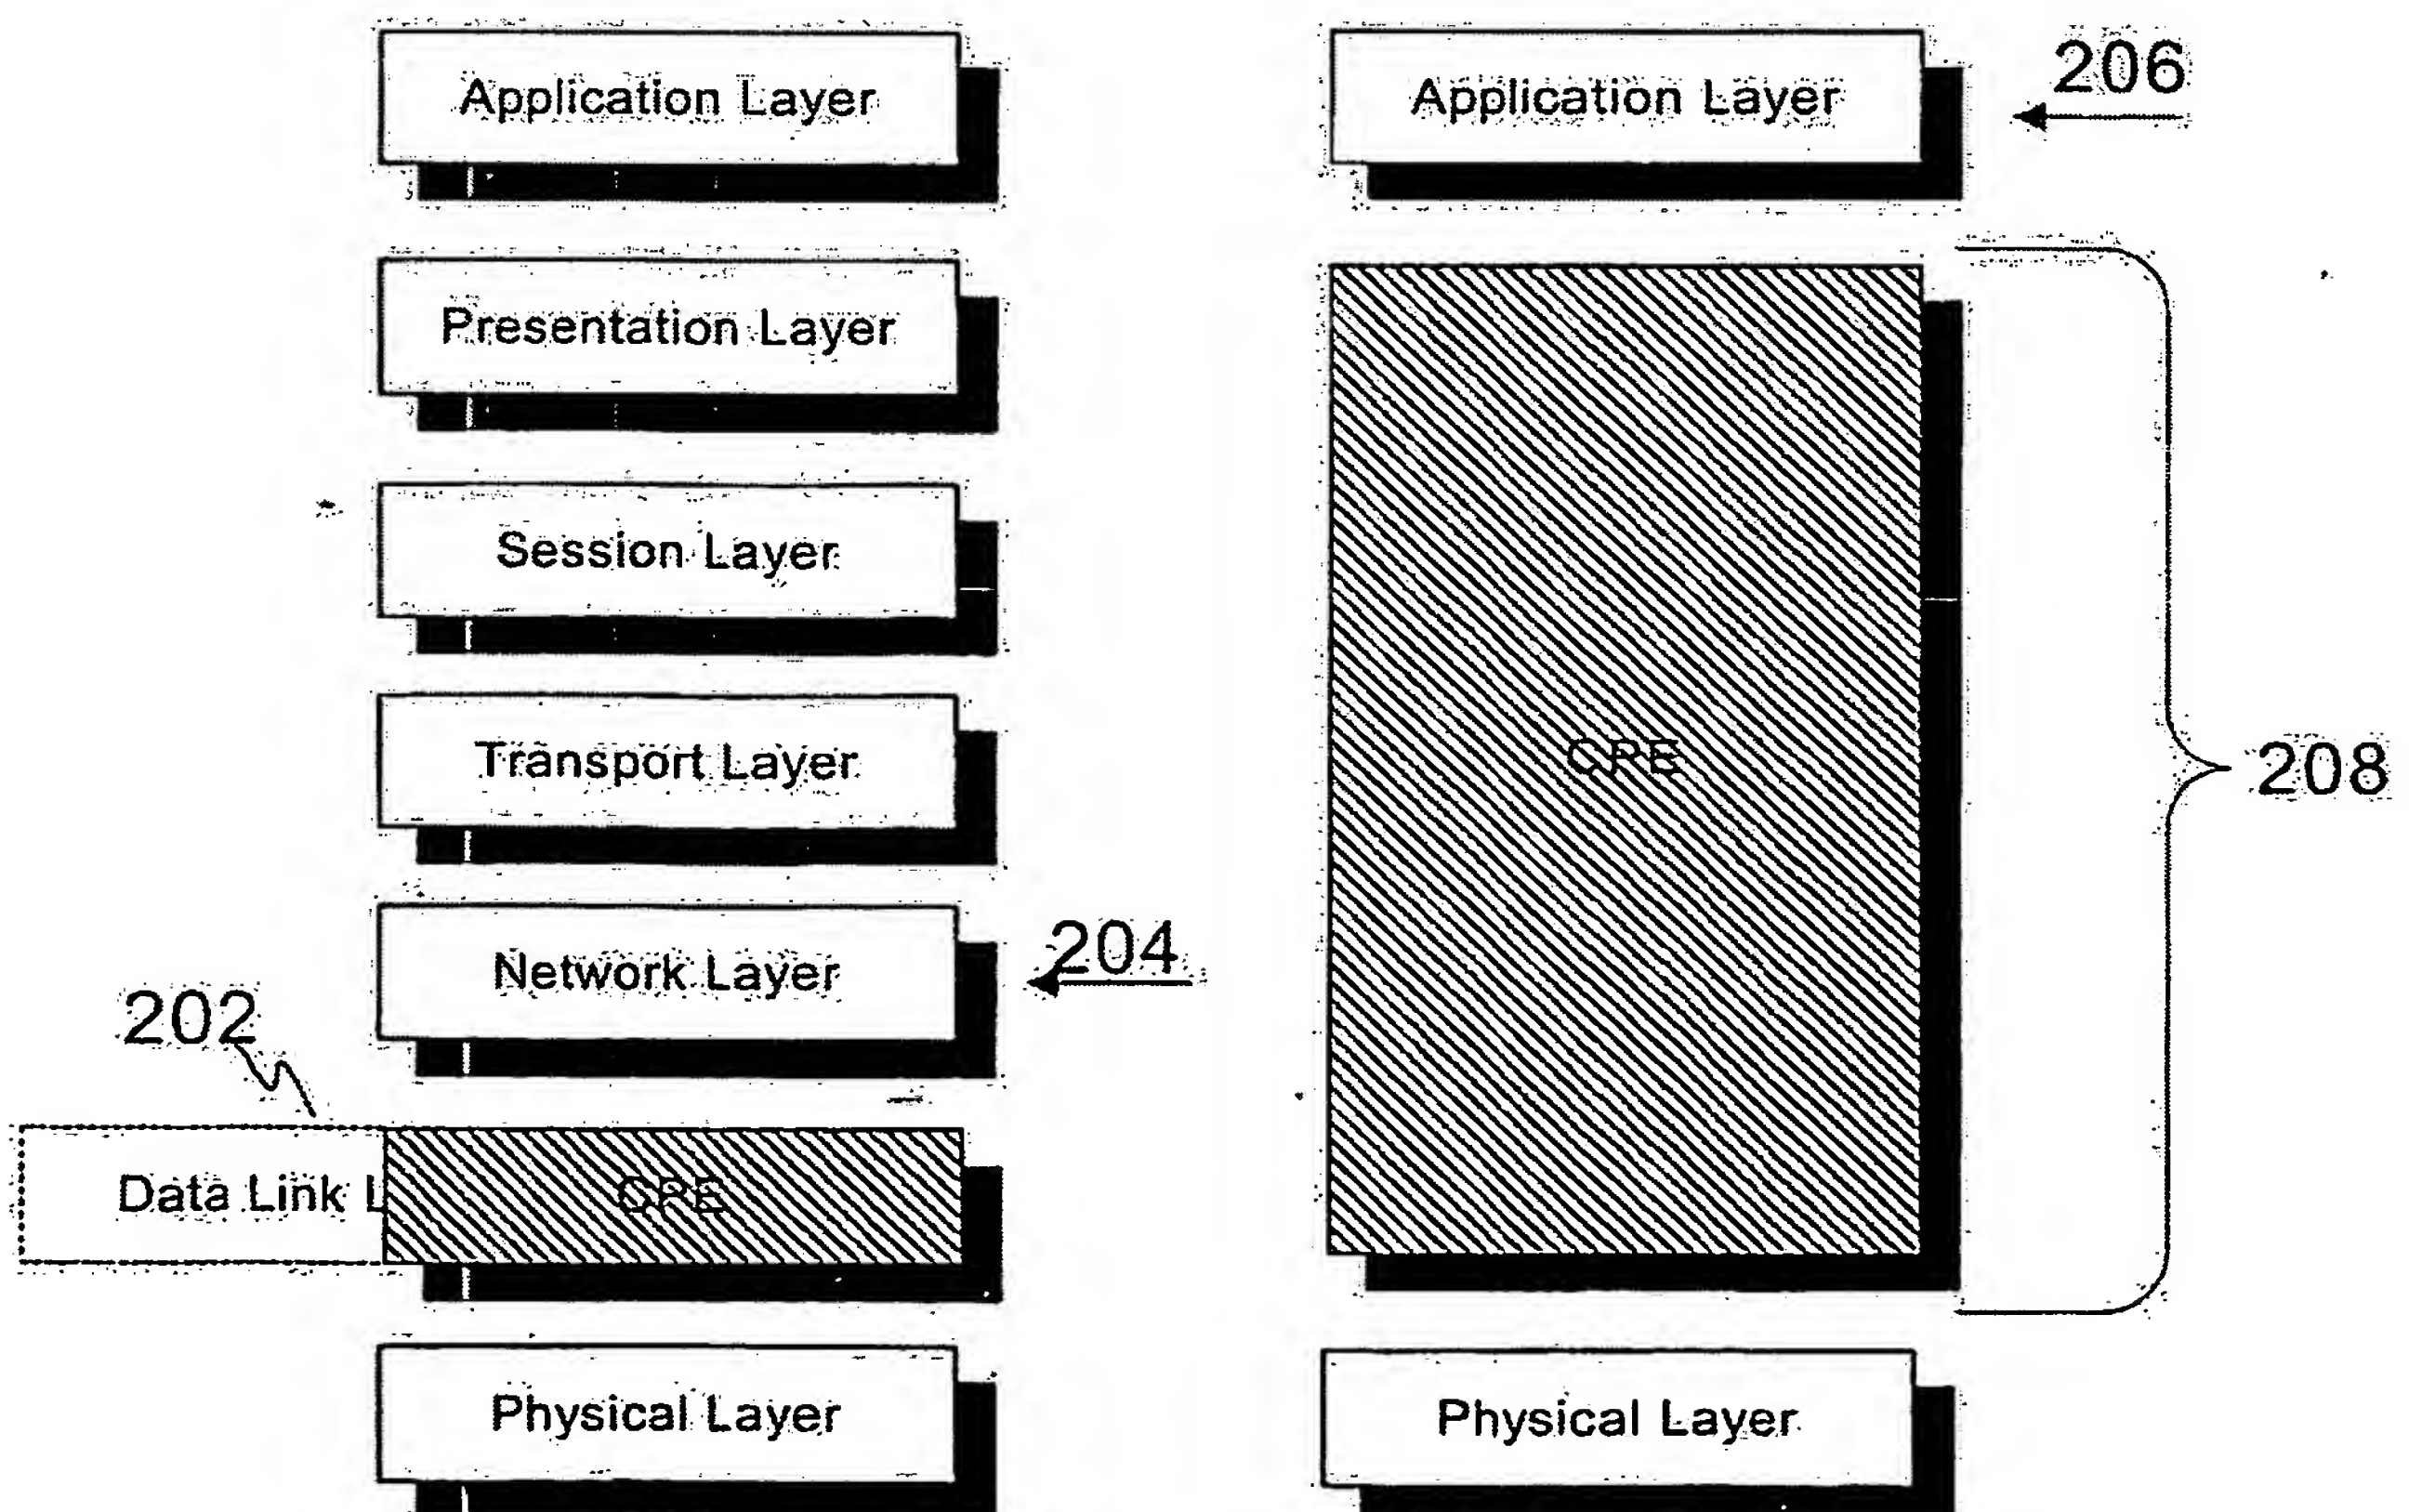 Application Layer
Presentation Layer
Session Layer
Transport Layer
Network Layer
204
202
Data Link L
CPE
Physical Layer
Application Layer
206
CPE
208
Physical Layer